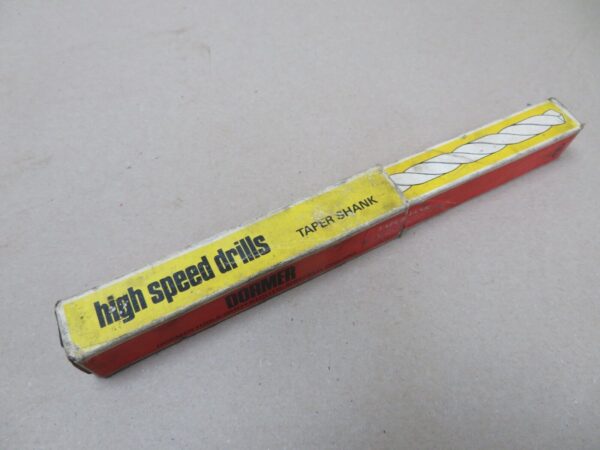 high speed drills
TAPER SHANK
DORMER